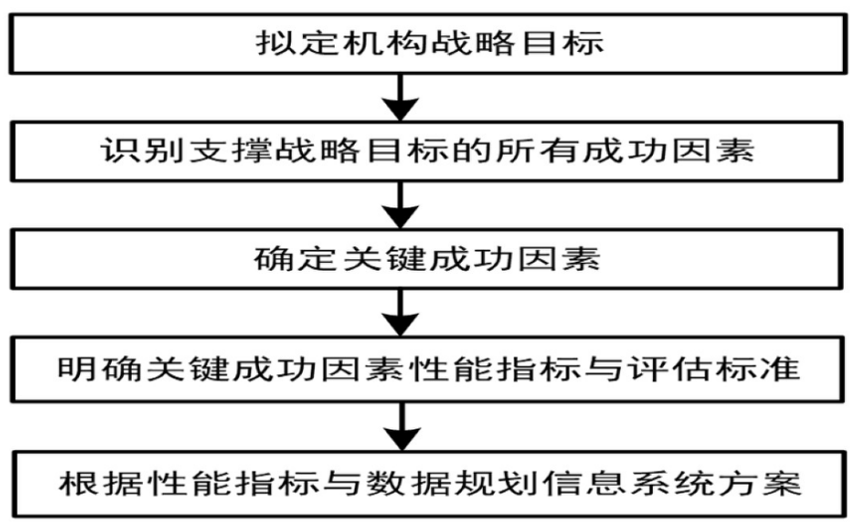 拟定机构战略目标
识别支撑战略目标的所有成功因素
确定关键成功因素
明确关键成功因素性能指标与评估标准
根据性能指标与数据规划信息系统方案